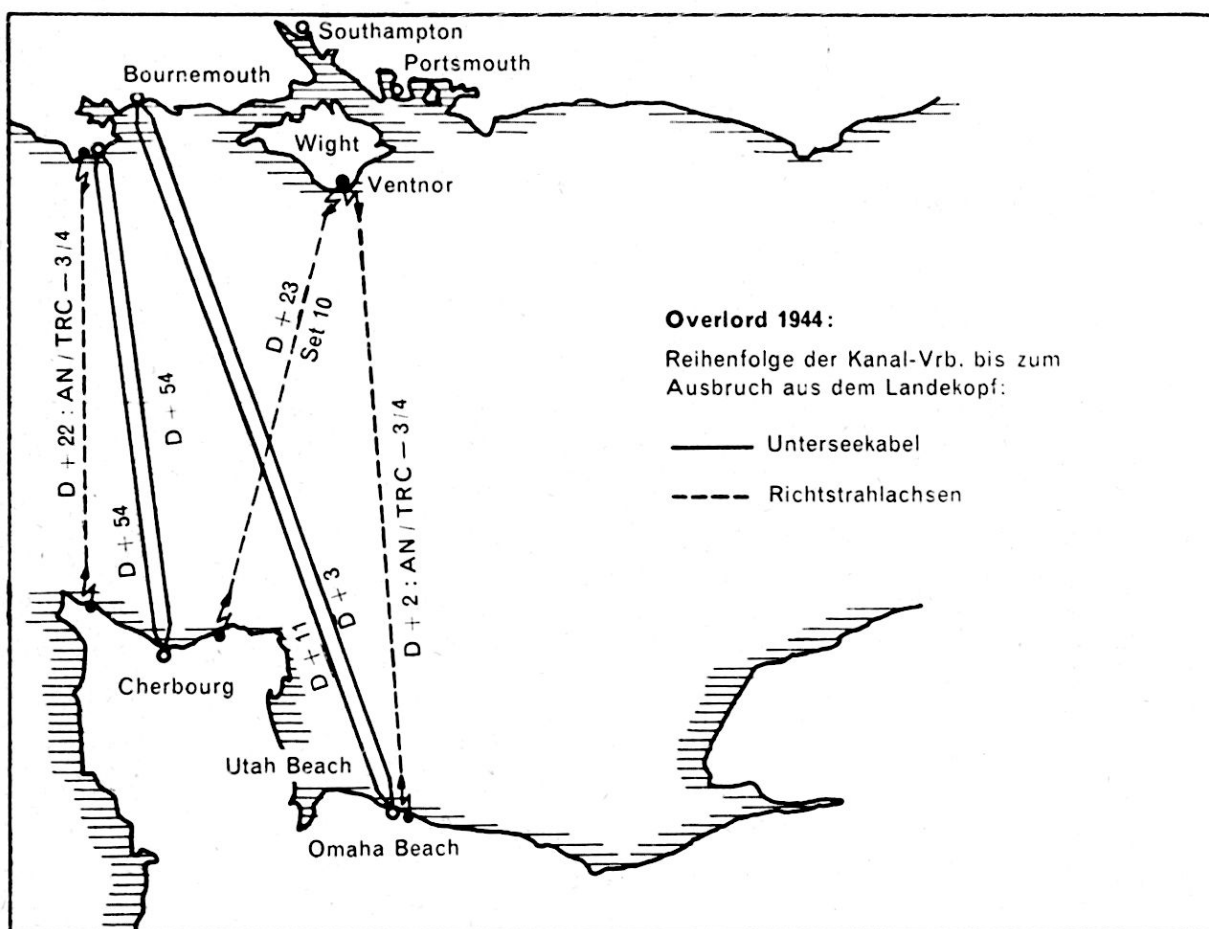 Southampton
Bournemouth
Portsmouth
Wight
Ventnor
D + 22 : AN / TRC – 3/4
D + 54
D + 54
D + 23
Set 10
D + 11
D + 3
D + 2 : AN / TRC – 3/4
Overlord 1944 :
Reihenfolge der Kanal-Vrb. bis zum
Ausbruch aus dem Landekopf:
Unterseekabel
Richtstrahlachsen
Cherbourg
Utah Beach
Omaha Beach